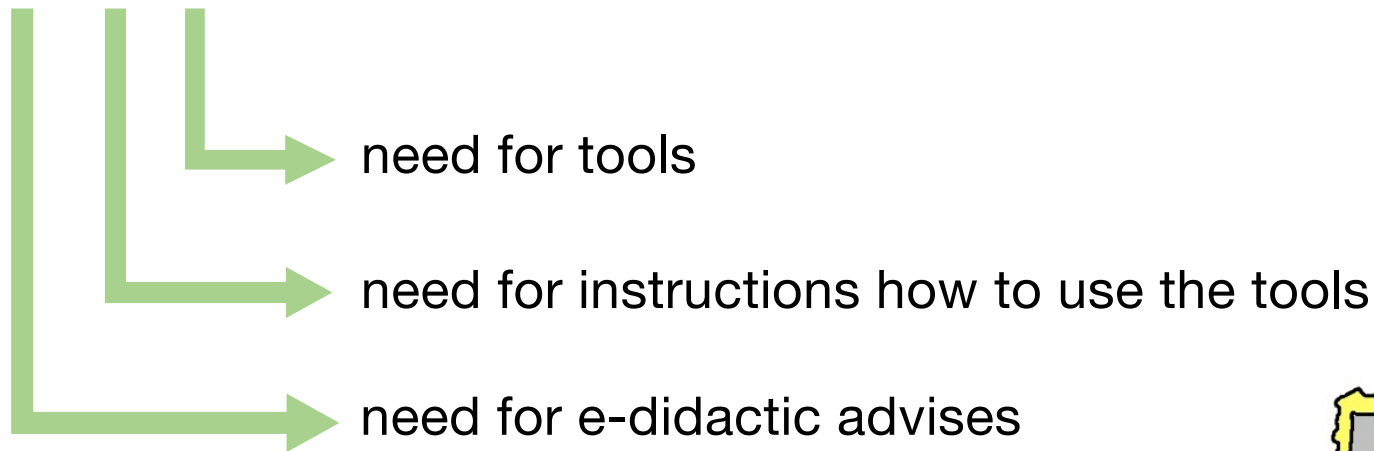 need for tools
need for instructions how to use the tools
need for e-didactic advises